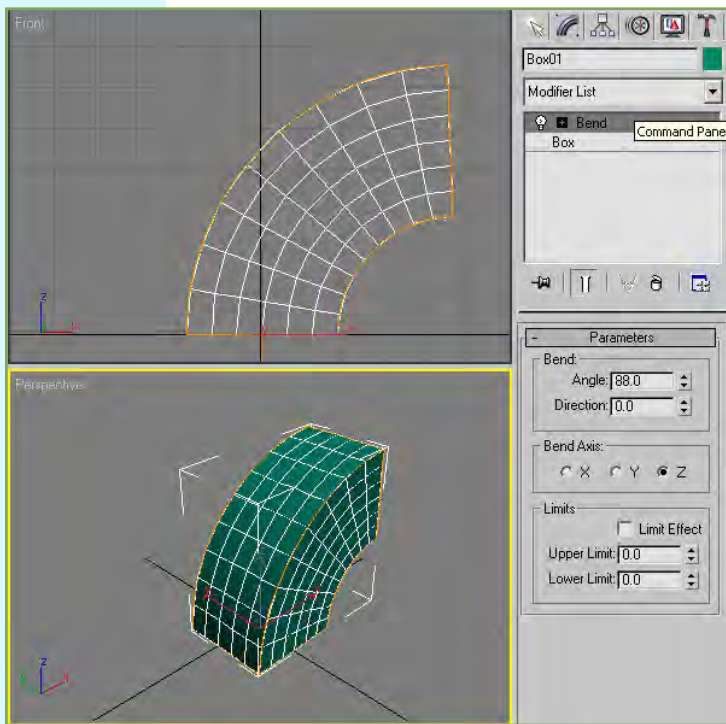 Front
Box01
Modifier List
Bend
Command Pane
Box
z
x
Parameters
Bend:
Angle: 88.0
Direction: 0.0
Bend Axis:
X Y Z
Limits
Limit Effect
Upper Limit: 0.0
Lower Limit: 0.0
Perspective
z